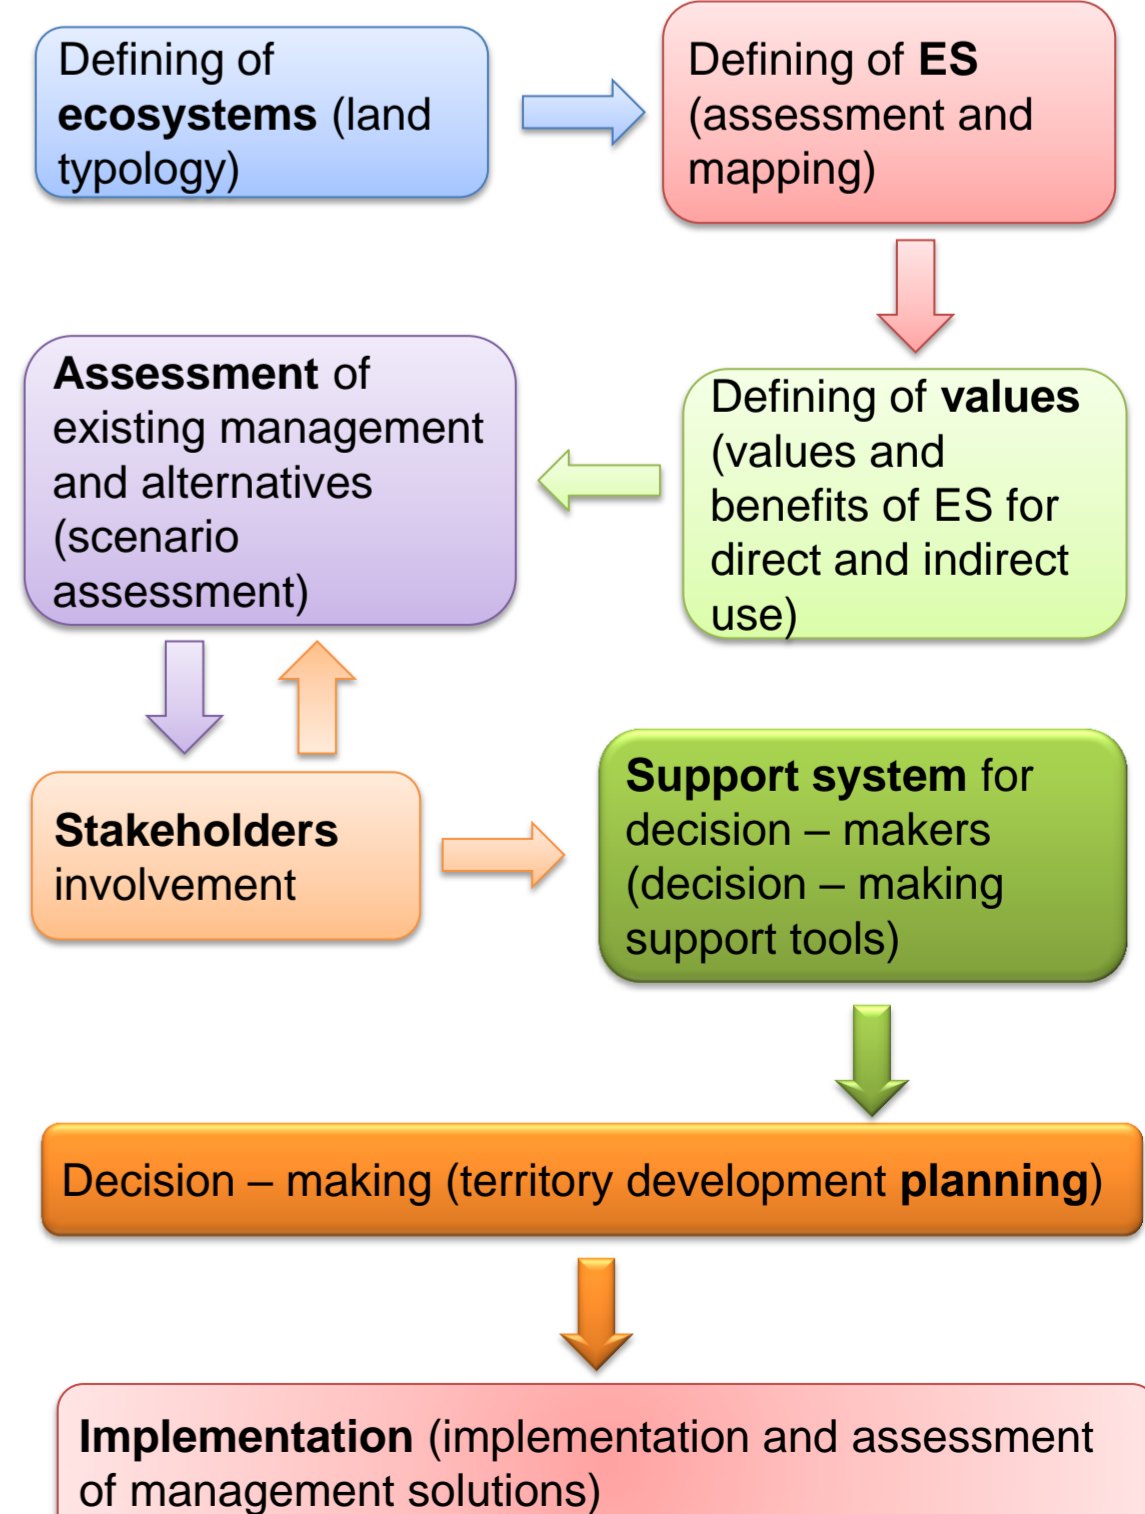 Defining of
ecosystems (land
typology)
Defining of ES
(assessment and
mapping)
Defining of values
(values and
benefits of ES for
direct and indirect
use)
Assessment of
existing management
and alternatives
(scenario
assessment)
Stakeholders
involvement
Support system for
decision – makers
(decision – making
support tools)
Decision – making (territory development planning)
Implementation (implementation and assessment
of management solutions)